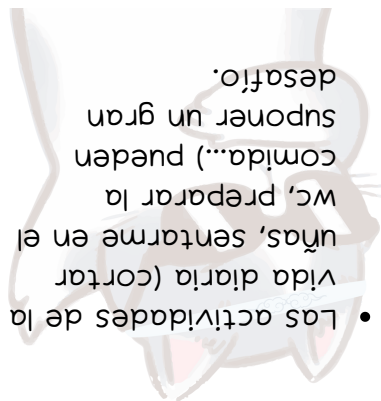 • Las actividades de la
vida diaria (cortar
uñas, sentarme en el
wc, preparar la
comida...) pueden
suponer un gran
desafío.